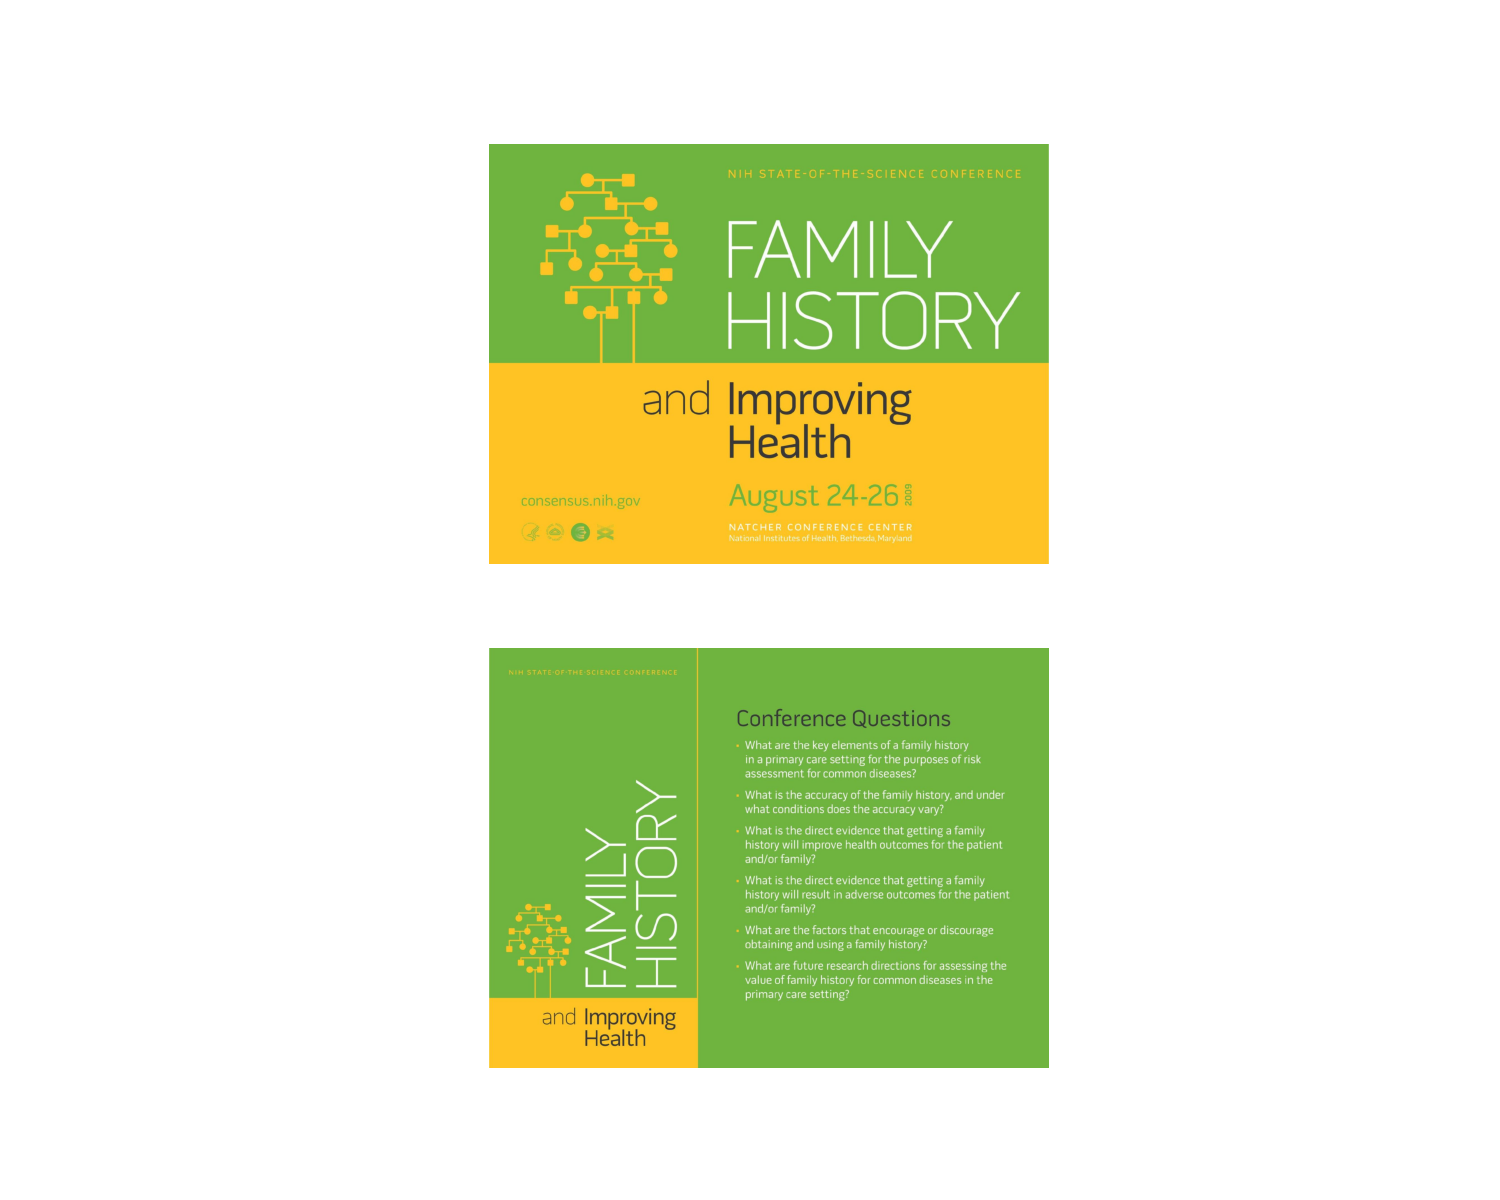 NIH STATE-OF-THE-SCIENCE CONFERENCE
FAMILY
HISTORY
and Improving
Health
August 24-26 2009
consensus.nih.gov
NATCHER CONFERENCE CENTER
National Institutes of Health, Bethesda, Maryland
NIH STATE-OF-THE-SCIENCE CONFERENCE
FAMILY
HISTORY
and Improving
Health
Conference Questions
• What are the key elements of a family history
in a primary care setting for the purposes of risk
assessment for common diseases?
• What is the accuracy of the family history, and under
what conditions does the accuracy vary?
• What is the direct evidence that getting a family
history will improve health outcomes for the patient
and/or family?
• What is the direct evidence that getting a family
history will result in adverse outcomes for the patient
and/or family?
• What are the factors that encourage or discourage
obtaining and using a family history?
• What are future research directions for assessing the
value of family history for common diseases in the
primary care setting?